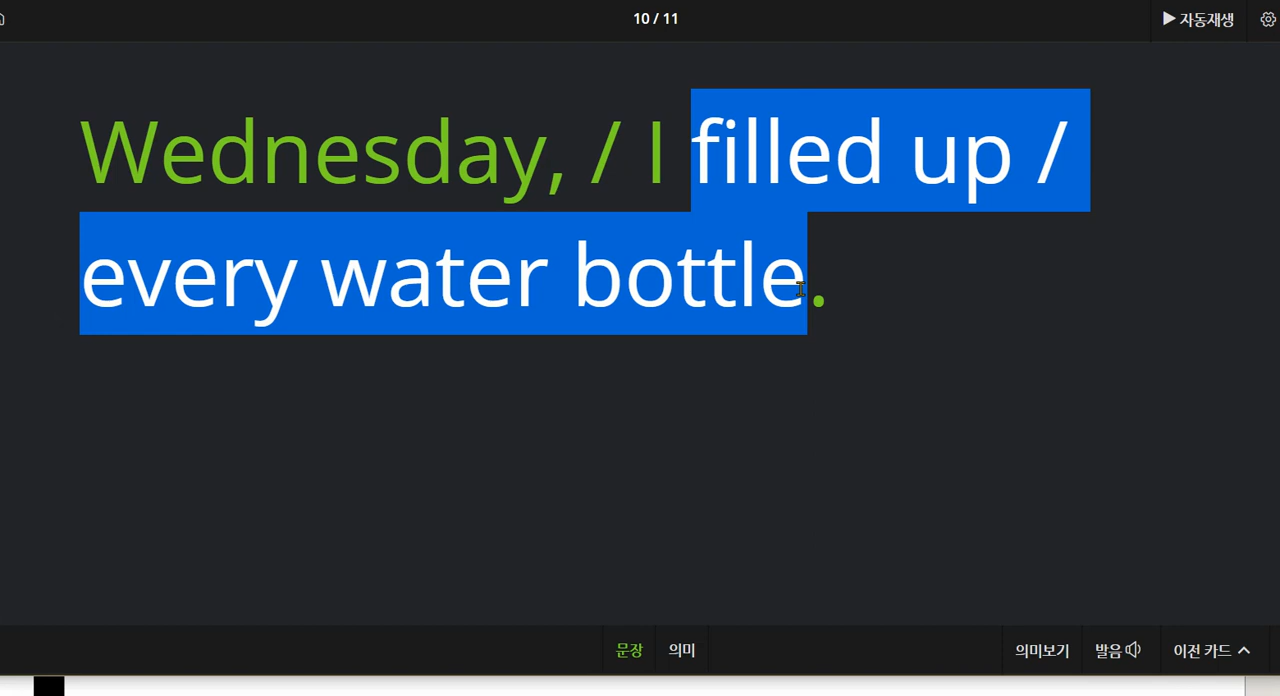 10 / 11
▶ 자동재생
Wednesday, / I filled up /
every water bottle.
문장 의미 의미보기 발음 이전 카드